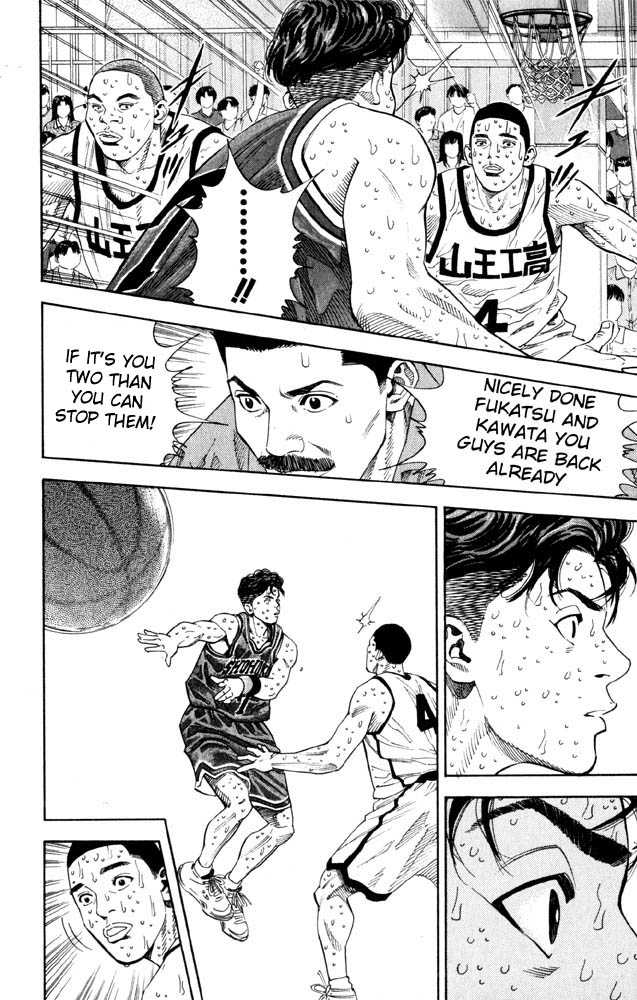 山王工高
4
......!!
山王
NICELY DONE
FUKATSU AND
KAWATA YOU
GUYS ARE BACK
ALREADY
IF IT'S YOU
TWO THAN
YOU CAN
STOP THEM!
4